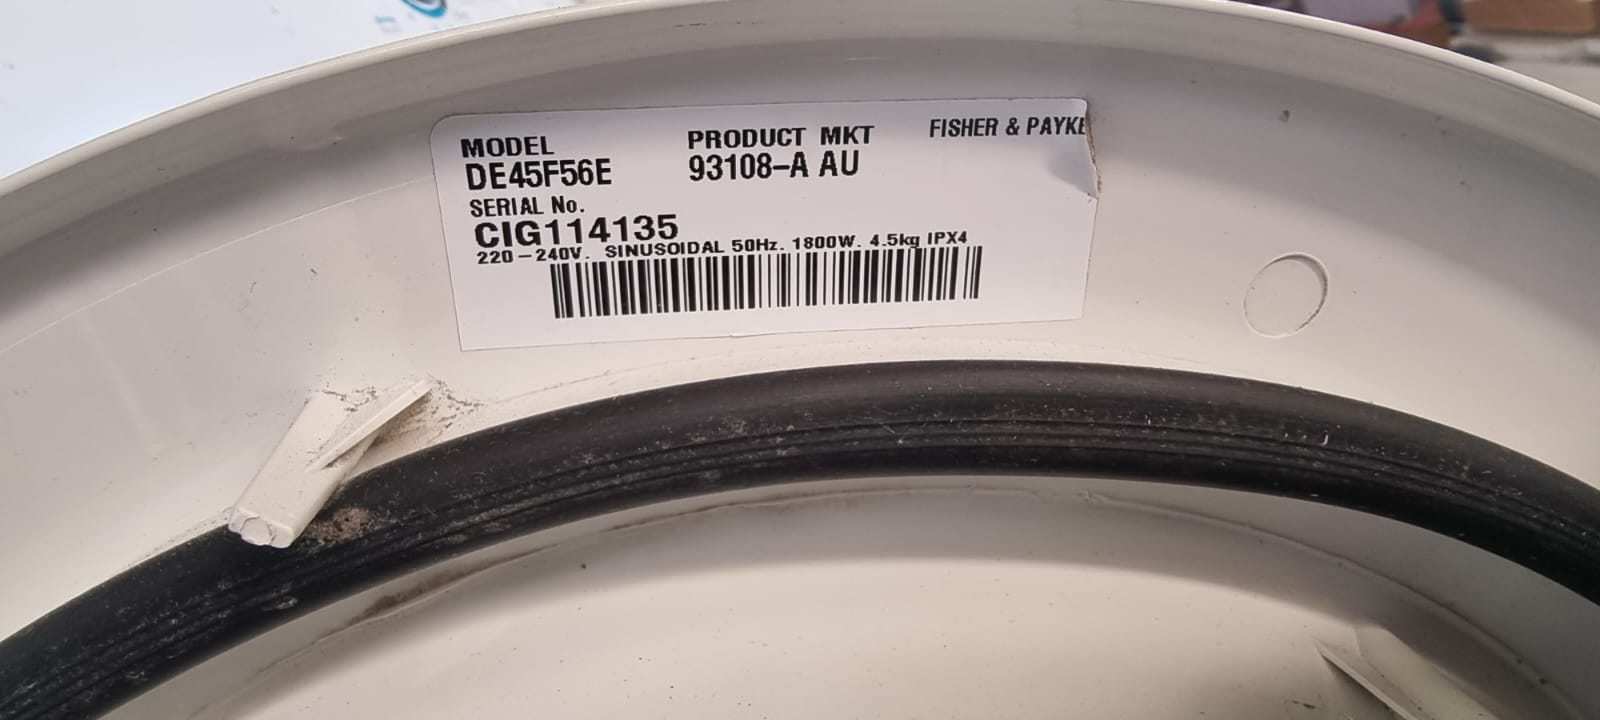 MODEL PRODUCT MKT FISHER & PAYKE
DE45F56E 93108-A AU
SERIAL No.
CIG114135
220-240V. SINUSOIDAL 50Hz. 1800W. 4.5kg IPX4